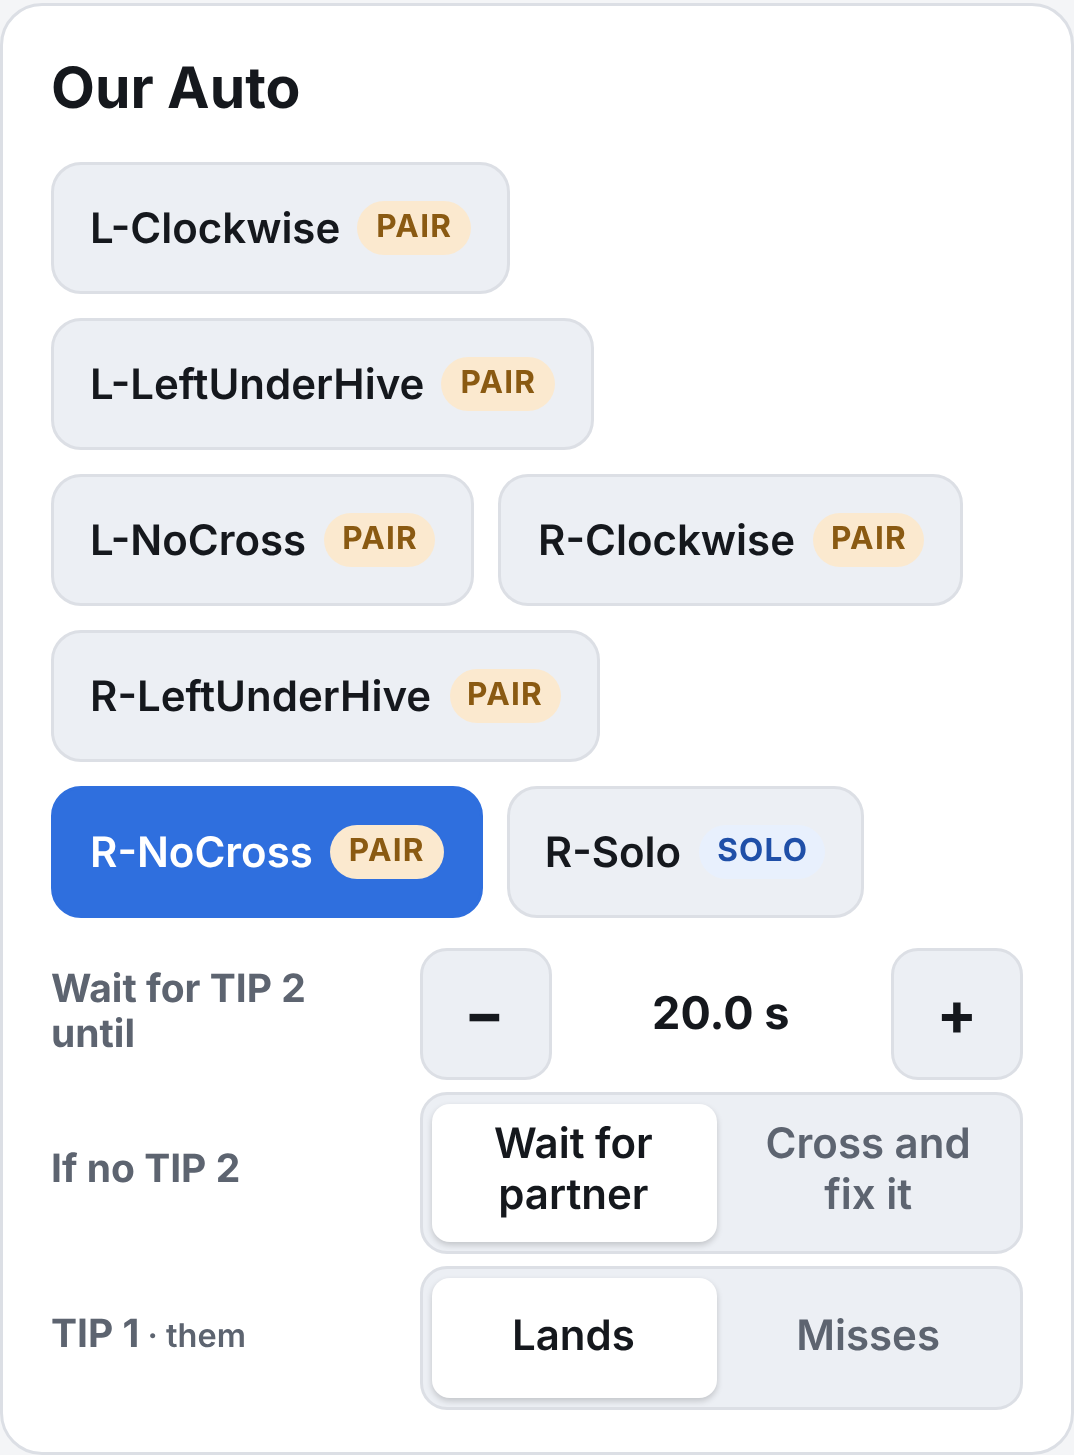 Our Auto
L-Clockwise PAIR
L-LeftUnderHive PAIR
L-NoCross PAIR R-Clockwise PAIR
R-LeftUnderHive PAIR
R-NoCross PAIR R-Solo SOLO
Wait for TIP 2
until
− 20.0 s +
If no TIP 2
Wait for
partner
Cross and
fix it
TIP 1 · them
Lands Misses